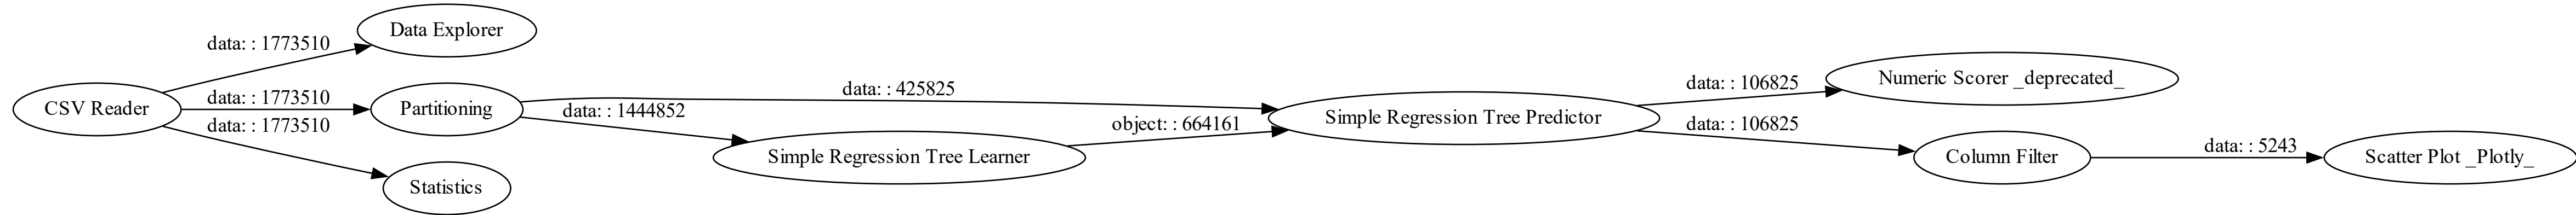 Data Explorer
data: : 1773510
CSV Reader
data: : 1773510
Partitioning
data: : 1773510
Statistics
data: : 425825
data: : 1444852
Simple Regression Tree Learner
object: : 664161
Simple Regression Tree Predictor
data: : 106825
Numeric Scorer _deprecated_
data: : 106825
Column Filter
data: : 5243
Scatter Plot _Plotly_